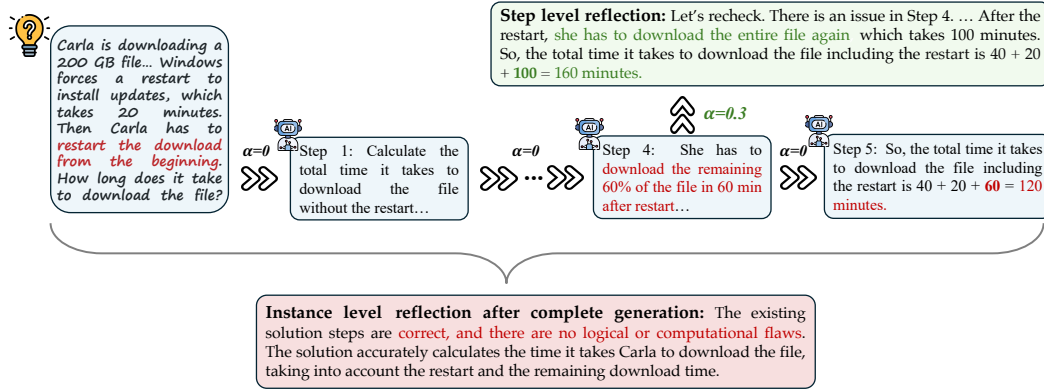 Step level reflection: Let's recheck. There is an issue in Step 4. … After the
restart, she has to download the entire file again which takes 100 minutes.
So, the total time it takes to download the file including the restart is 40 + 20
+ 100 = 160 minutes.
Carla is downloading a
200 GB file... Windows
forces a restart to
install updates, which
takes 20 minutes.
Then Carla has to
restart the download
from the beginning.
How long does it take
to download the file?
α=0
AI
Step 1: Calculate the
total time it takes to
download the file
without the restart…
α=0
...
α=0.3
AI
Step 4: She has to
download the remaining
60% of the file in 60 min
after restart…
α=0
AI
Step 5: So, the total time it takes
to download the file including
the restart is 40 + 20 + 60 = 120
minutes.
Instance level reflection after complete generation: The existing
solution steps are correct, and there are no logical or computational flaws.
The solution accurately calculates the time it takes Carla to download the file,
taking into account the restart and the remaining download time.